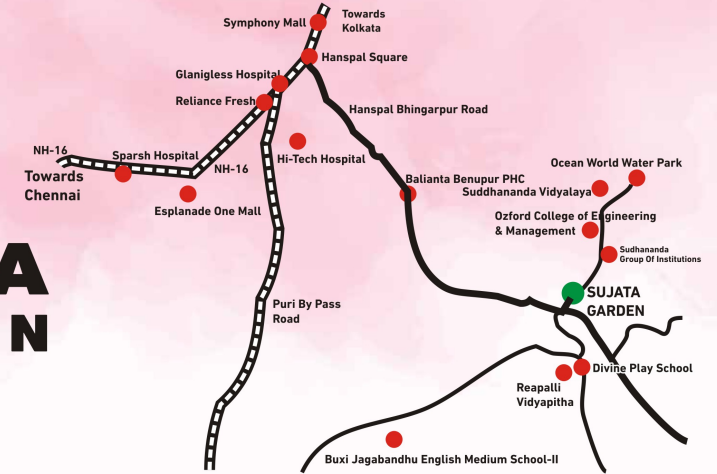 Symphony Mall
Towards
Kolkata
Hanspal Square
Glanigless Hospital
Reliance Fresh
Hanspal Bhingarpur Road
NH-16
Sparsh Hospital
NH-16
Hi-Tech Hospital
Towards
Chennai
Esplanade One Mall
Balianta Benupur PHC
Ocean World Water Park
Suddhananda Vidyalaya
Ozford College of Engineering
& Management
Sudhananda
Group Of Institutions
A
N
SUJATA
GARDEN
Puri By Pass
Road
Divine Play School
Reapalli
Vidyapitha
Buxi Jagabandhu English Medium School-II